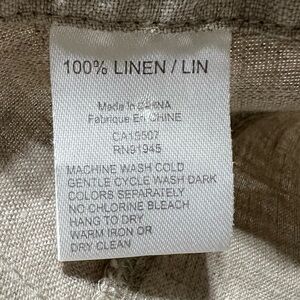 100% LINEN / LIN
Made In CHINA
Fabrique En CHINE
CA19507
RN91945
MACHINE WASH COLD
GENTLE CYCLE WASH DARK
COLORS SEPARATELY
NO CHLORINE BLEACH
HANG TO DRY
WARM IRON OR
DRY CLEAN